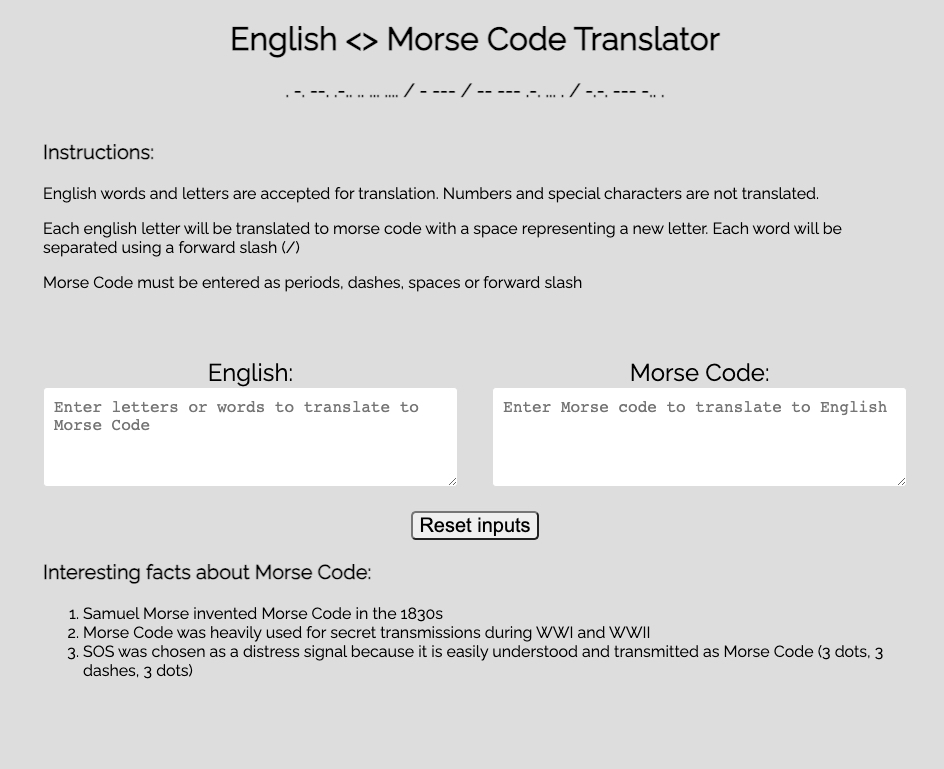 English <> Morse Code Translator
. -. --. .-.. .. ... .... / - --- / -- --- .-. ... . / -.-. --- -.. .
Instructions:
English words and letters are accepted for translation. Numbers and special characters are not translated.
Each english letter will be translated to morse code with a space representing a new letter. Each word will be
separated using a forward slash (/)
Morse Code must be entered as periods, dashes, spaces or forward slash
English:
Enter letters or words to translate to
Morse Code
Morse Code:
Enter Morse code to translate to English
Reset inputs
Interesting facts about Morse Code:
1. Samuel Morse invented Morse Code in the 1830s
2. Morse Code was heavily used for secret transmissions during WWI and WWII
3. SOS was chosen as a distress signal because it is easily understood and transmitted as Morse Code (3 dots, 3
dashes, 3 dots)